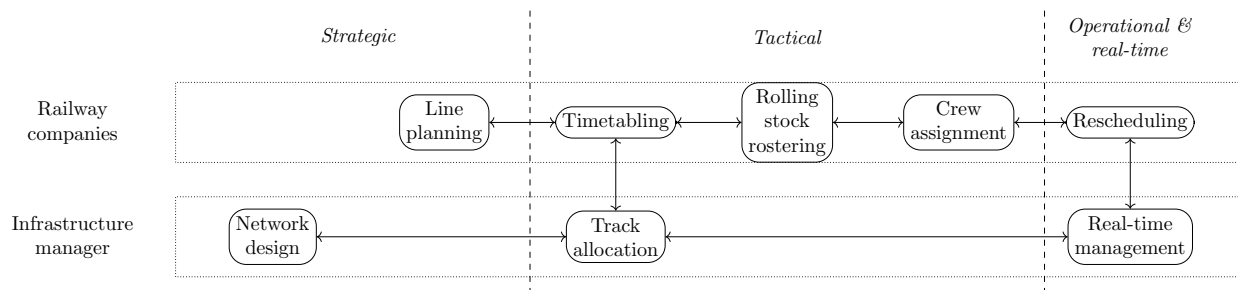 Strategic
Tactical
Operational &
real-time
Railway
companies
Line
planning
Timetabling
Rolling
stock
rostering
Crew
assignment
Rescheduling
Infrastructure
manager
Network
design
Track
allocation
Real-time
management